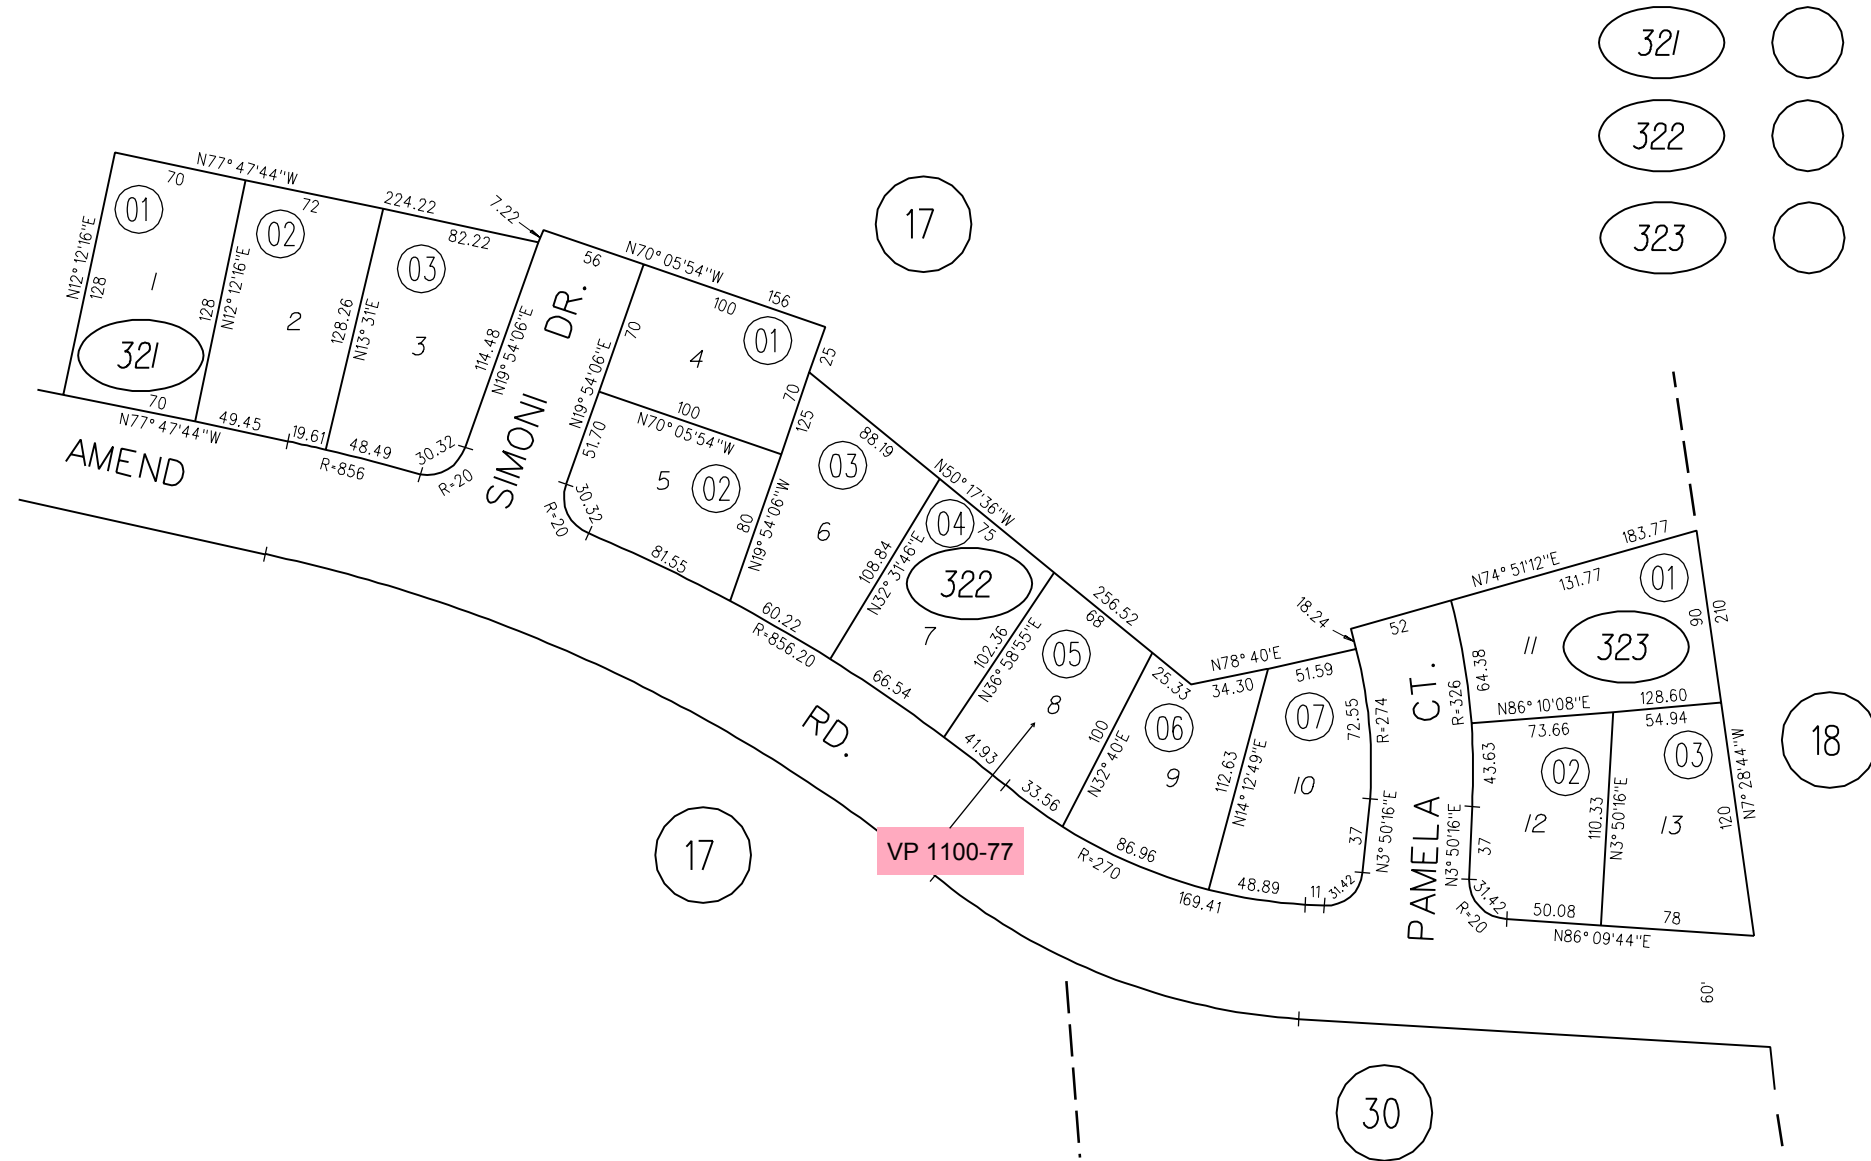 321
322
323
17
N77° 47'44"W
70
72
224.22
82.22
7.22
01
02
03
N12° 12'16"E
128
1
128
N12° 12'16"E
2
128.26
N13° 31'E
3
114.48
N19° 54'06"E
321
70
N77° 47'44"W
49.45
19.61
R=856
48.49
30.32
R=20
AMEND
SIMONI DR.
56
N70° 05'54"W
100
156
01
25
70
4
N19° 54'06"E
100
N70° 05'54"W
70
125
51.70
5
02
80
N19° 54'06"W
30.32
R=20
81.55
88.19
03
6
N50° 17'36"W
04
75
108.84
N32° 31'46"E
322
7
60.22
R=856.20
66.54
256.52
68
102.36
N36° 58'55"E
05
8
41.93
33.56
RD.
25.33
N78° 40'E
34.30
51.59
18.24
06
100
N32° 40'E
9
112.63
N14° 12'49"E
07
10
72.55
R=274
37
N3° 50'16"E
86.96
R=270
169.41
48.89
11
31.42
VP 1100-77
PAMELA CT.
52
N74° 51'12"E
131.77
183.77
01
90
210
11
323
64.38
R=326
N86° 10'08"E
128.60
73.66
54.94
43.63
02
03
12
13
110.33
N3° 50'16"E
120
N7° 28'44"W
37
N3° 50'16"E
31.42
R=20
50.08
78
N86° 09'44"E
60'
17
18
30